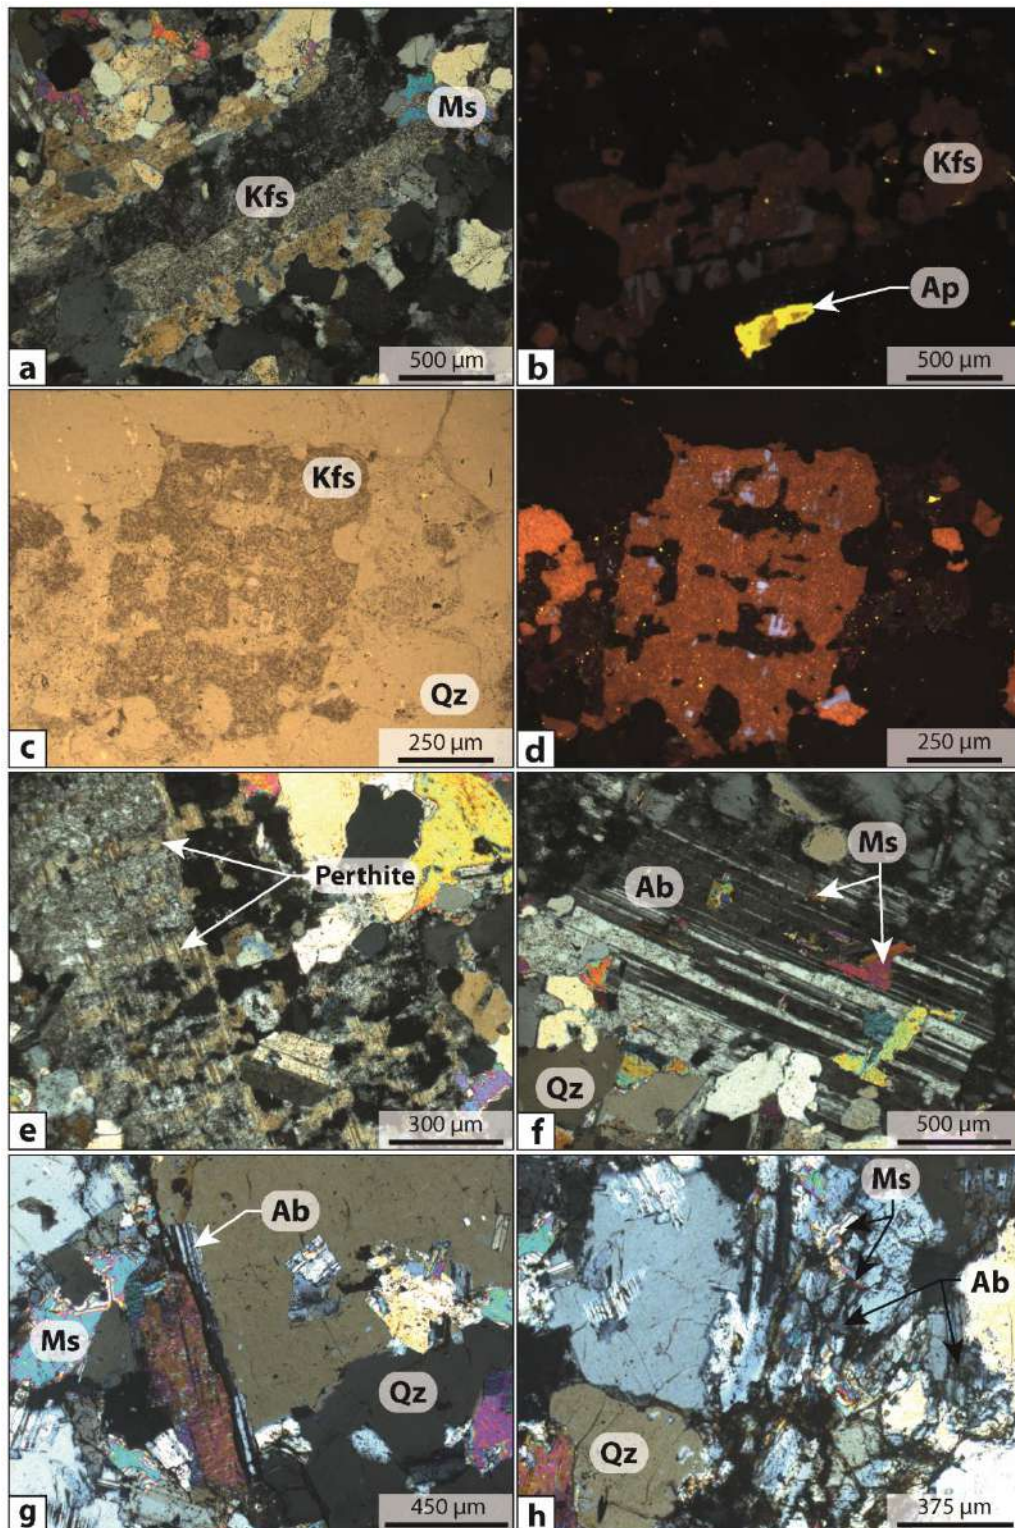 Ms
Kfs
a
500 µm
Kfs
Ap
b
500 µm
Kfs
Qz
c
250 µm
d
250 µm
Perthite
e
300 µm
Ms
Ab
Qz
f
500 µm
Ab
Ms
Qz
g
450 µm
Ms
Ab
Qz
h
375 µm